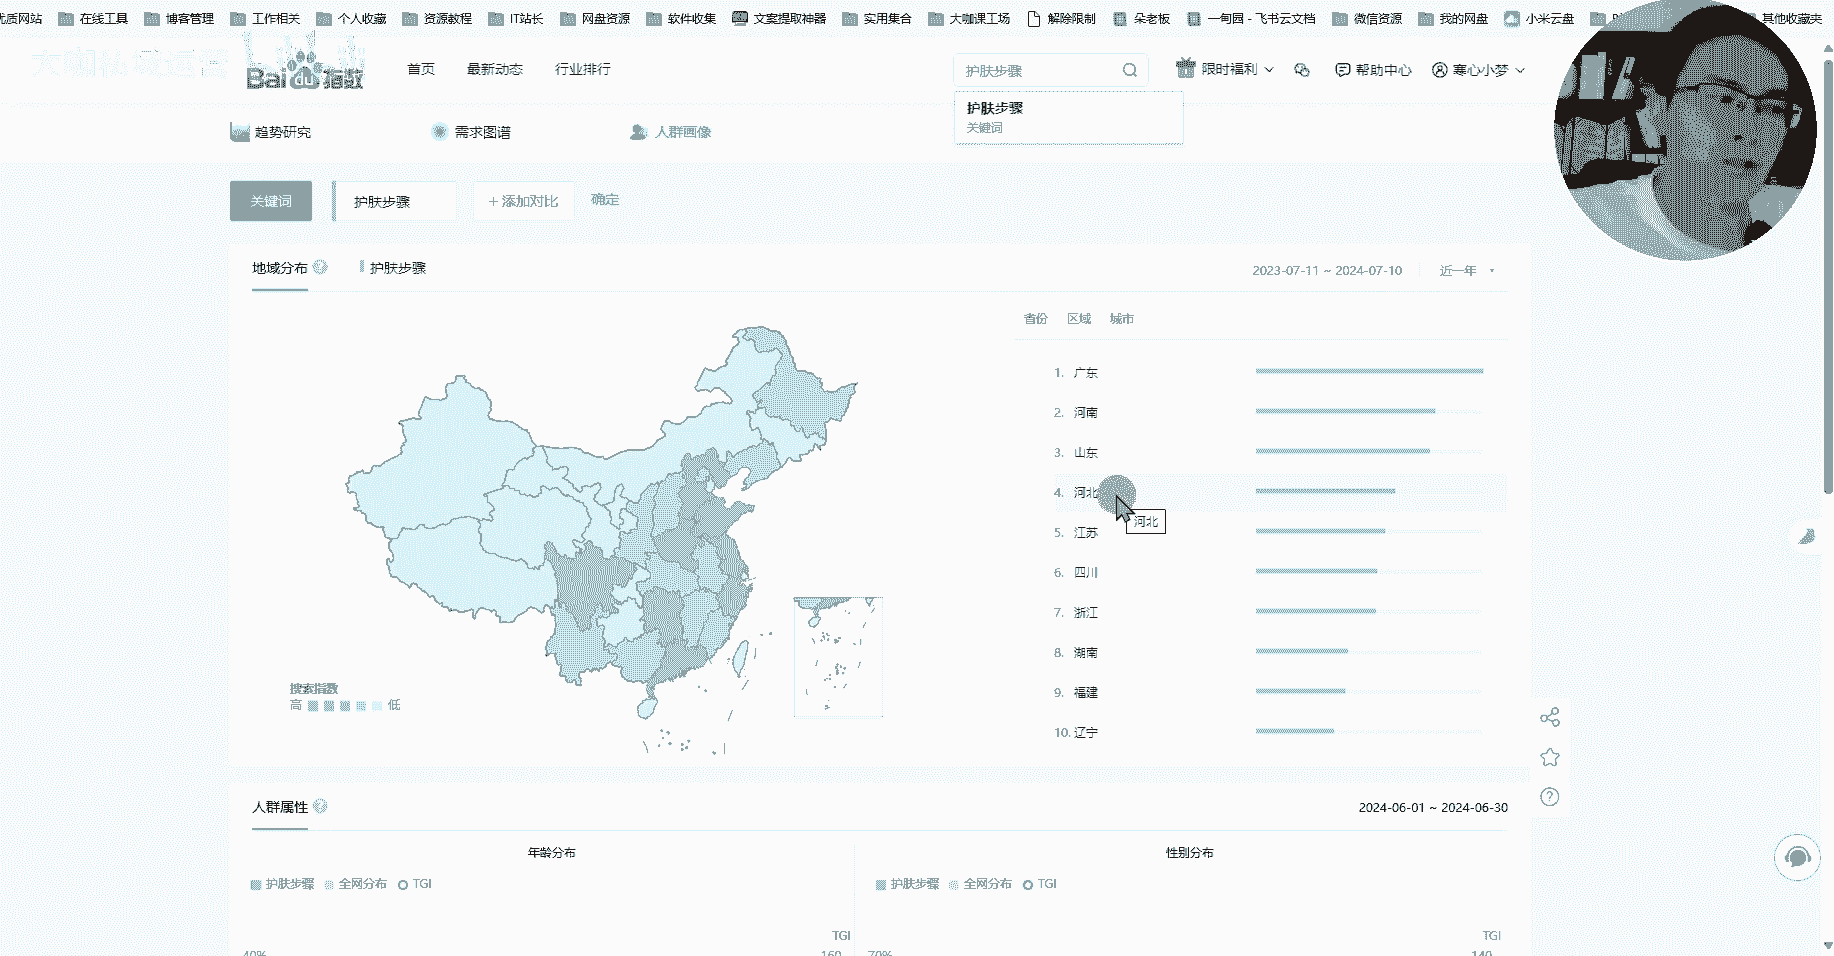 优质网站 在线工具 博客管理 工作相关 个人收藏 资源教程 IT站长 网盘资源 软件收集 文案提取神器 实用集合 大咖课工场 解除限制 朵老板 一甸园 - 飞书云文档 微信资源 我的网盘 小米云盘 其他收藏夹
大咖私域运营
Bai du 指数 首页 最新动态 行业排行 护肤步骤 限时福利 帮助中心 寒心小梦
护肤步骤
关键词
趋势研究 需求图谱 人群画像
关键词 护肤步骤 + 添加对比 确定
地域分布 护肤步骤 2023-07-11 ~ 2024-07-10 近一年
省份 区域 城市
1. 广东
2. 河南
3. 山东
4. 河北
河北
5. 江苏
6. 四川
7. 浙江
8. 湖南
9. 福建
10. 辽宁
搜索指数
高 低
人群属性 2024-06-01 ~ 2024-06-30
年龄分布 性别分布
护肤步骤 全网分布 TGI 护肤步骤 全网分布 TGI
TGI TGI
40% 160 70% 140